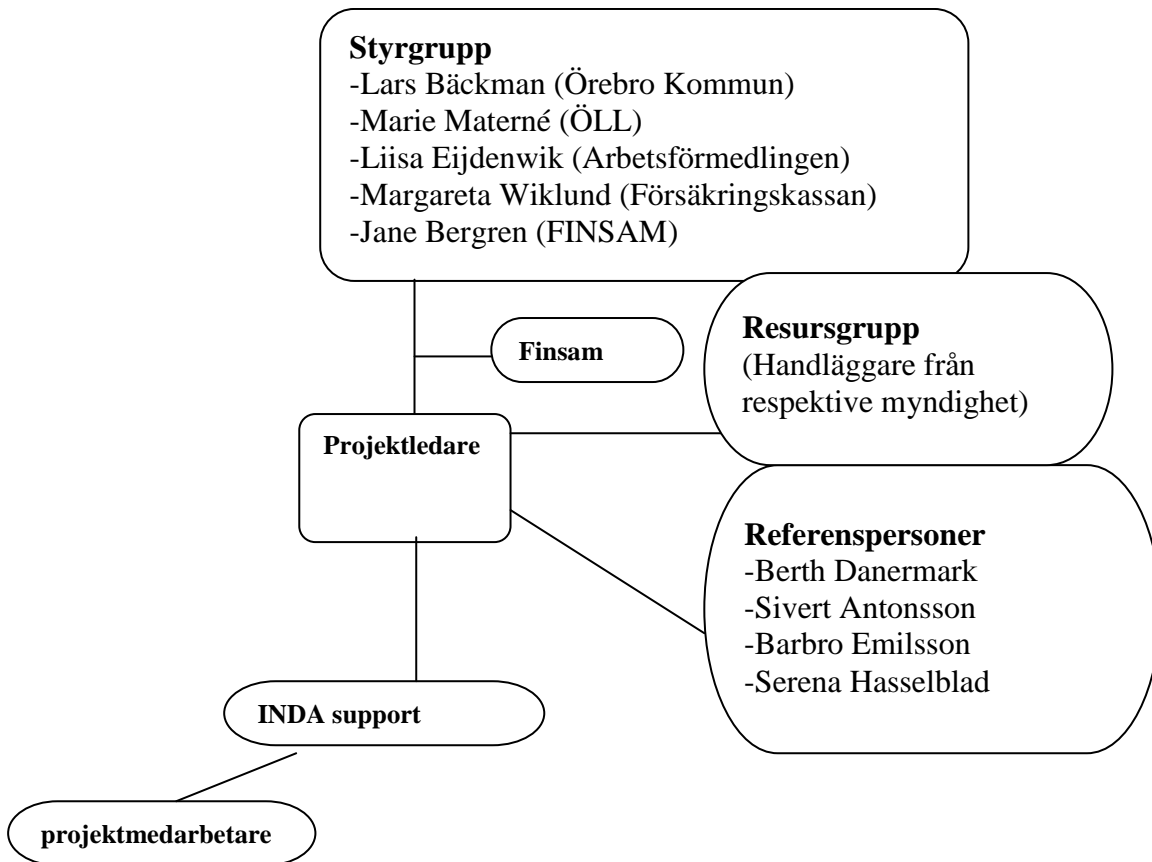 Styrgrupp
-Lars Bäckman (Örebro Kommun)
-Marie Materné (ÖLL)
-Liisa Eijdenwik (Arbetsförmedlingen)
-Margareta Wiklund (Försäkringskassan)
-Jane Bergren (FINSAM)
Finsam
Resursgrupp
(Handläggare från
respektive myndighet)
Projektledare
Referenspersoner
-Berth Danermark
-Sivert Antonsson
-Barbro Emilsson
-Serena Hasselblad
INDA support
projektmedarbetare